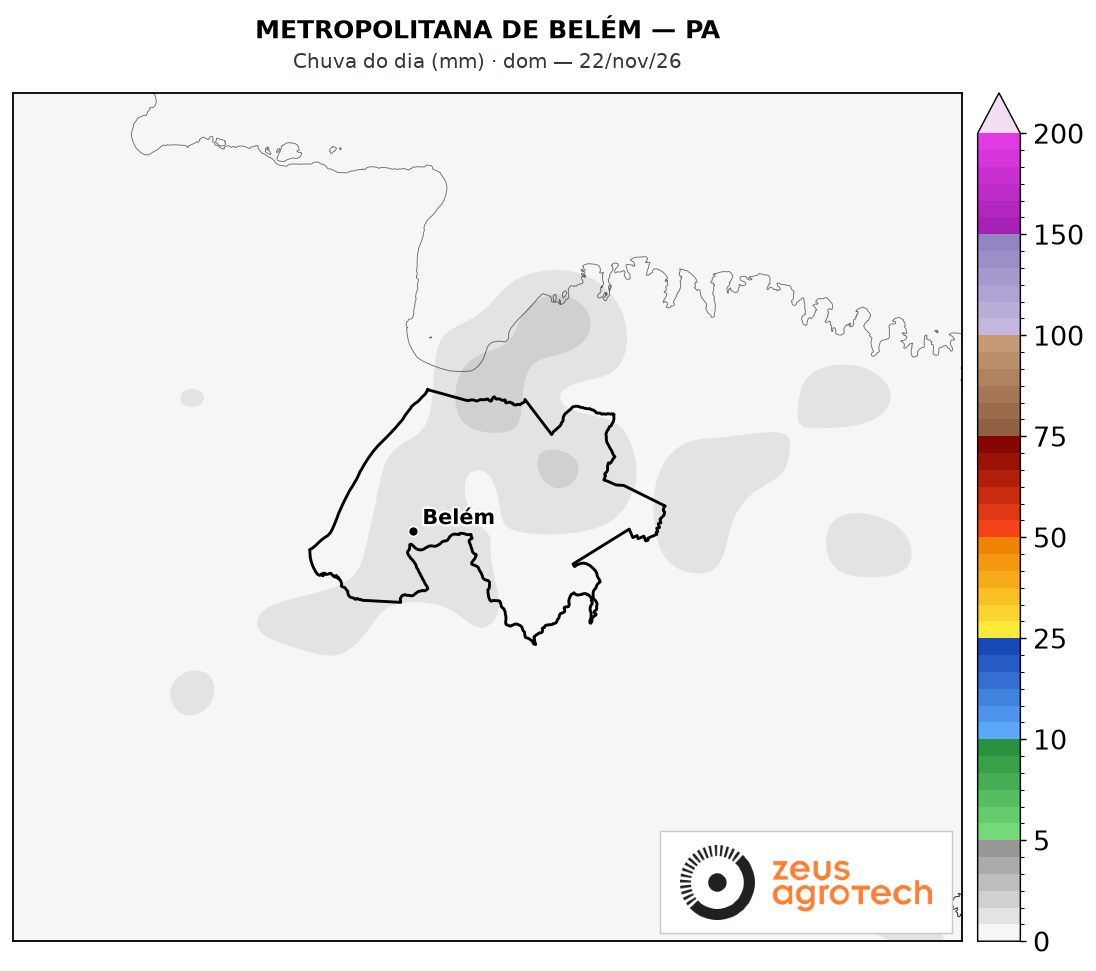 METROPOLITANA DE BELÉM — PA
Chuva do dia (mm) · dom — 22/nov/26
200
150
100
75
50
25
10
5
0
Belém
zeus
agrotech